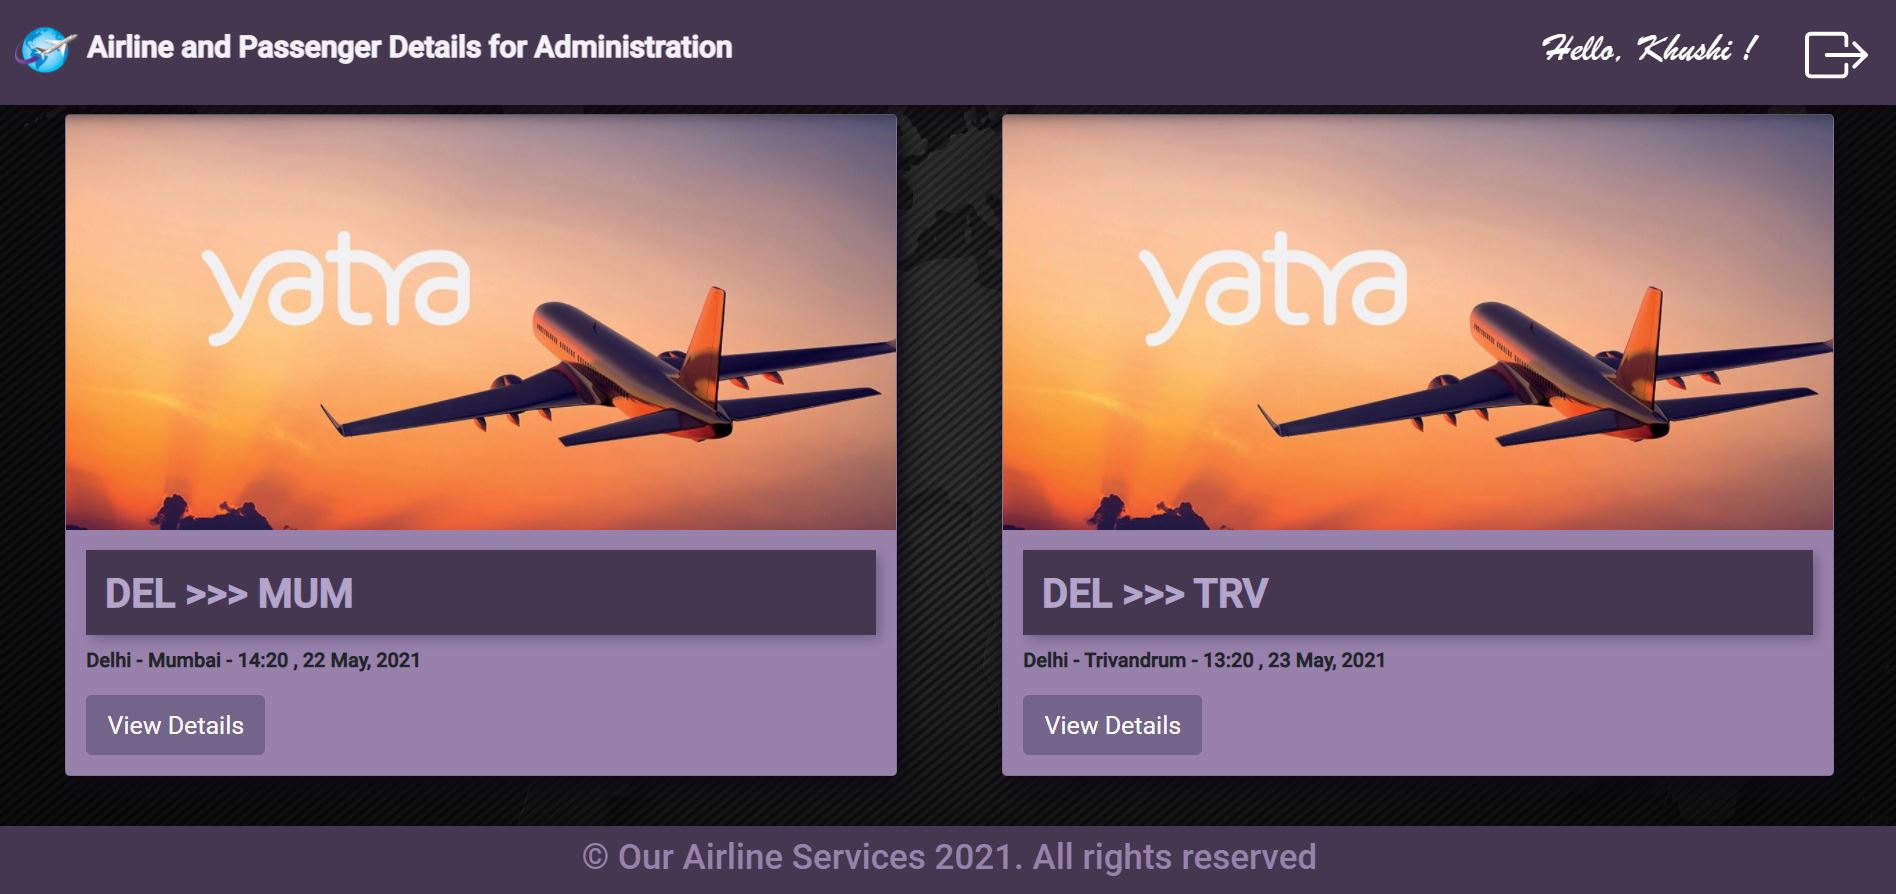 Airline and Passenger Details for Administration
Hello, Khushi !
yatra
DEL >>> MUM
Delhi - Mumbai - 14:20 , 22 May, 2021
View Details
yatra
DEL >>> TRV
Delhi - Trivandrum - 13:20 , 23 May, 2021
View Details
© Our Airline Services 2021. All rights reserved